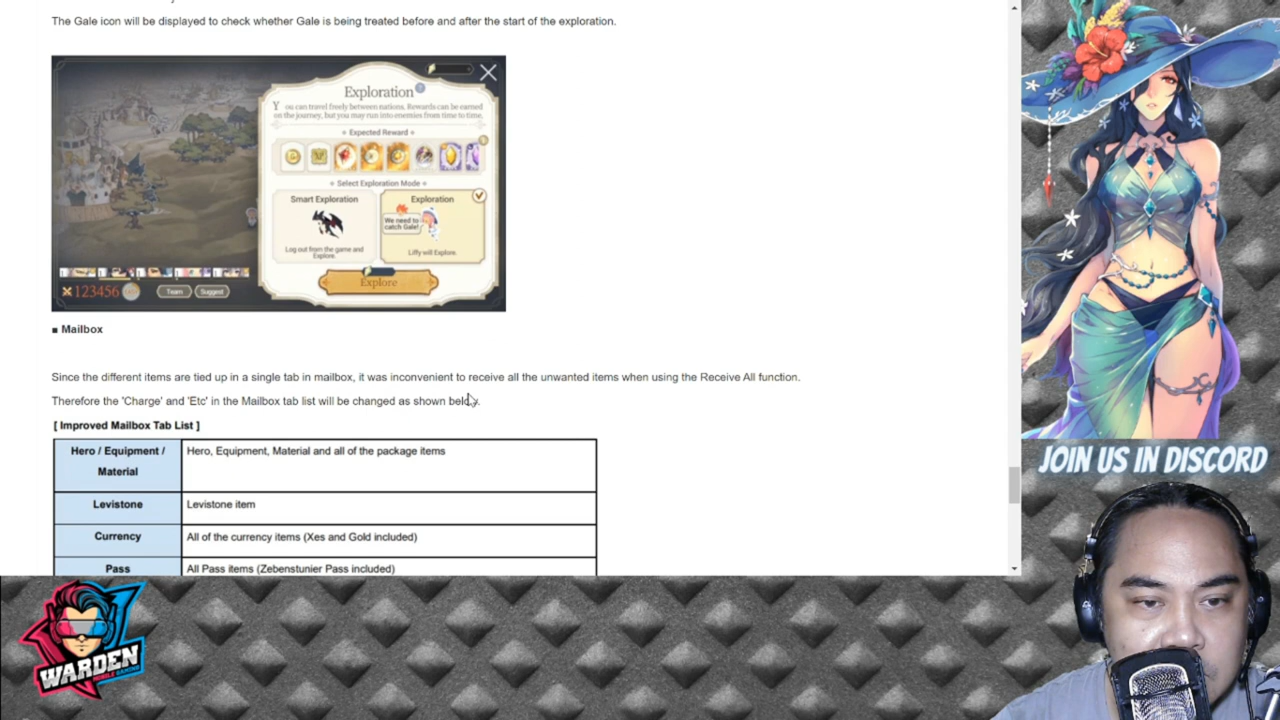 The Gale icon will be displayed to check whether Gale is being treated before and after the start of the exploration.
Exploration
You can travel freely between nations. Rewards can be earned
on the journey, but you may run into enemies from time to time.
Expected Reward
Select Exploration Mode
Smart Exploration
Log out from the game and
Explore.
Exploration
We need to
catch Gale!
Liffy will Explore.
Explore
123456
Team
Suggest
■ Mailbox
Since the different items are tied up in a single tab in mailbox, it was inconvenient to receive all the unwanted items when using the Receive All function.
Therefore the 'Charge' and 'Etc' in the Mailbox tab list will be changed as shown below.
[ Improved Mailbox Tab List ]
Hero / Equipment /
Material
Hero, Equipment, Material and all of the package items
Levistone
Levistone item
Currency
All of the currency items (Xes and Gold included)
Pass
All Pass items (Zebenstunier Pass included)
JOIN US IN DISCORD
WARDEN
MOBILE GAMING